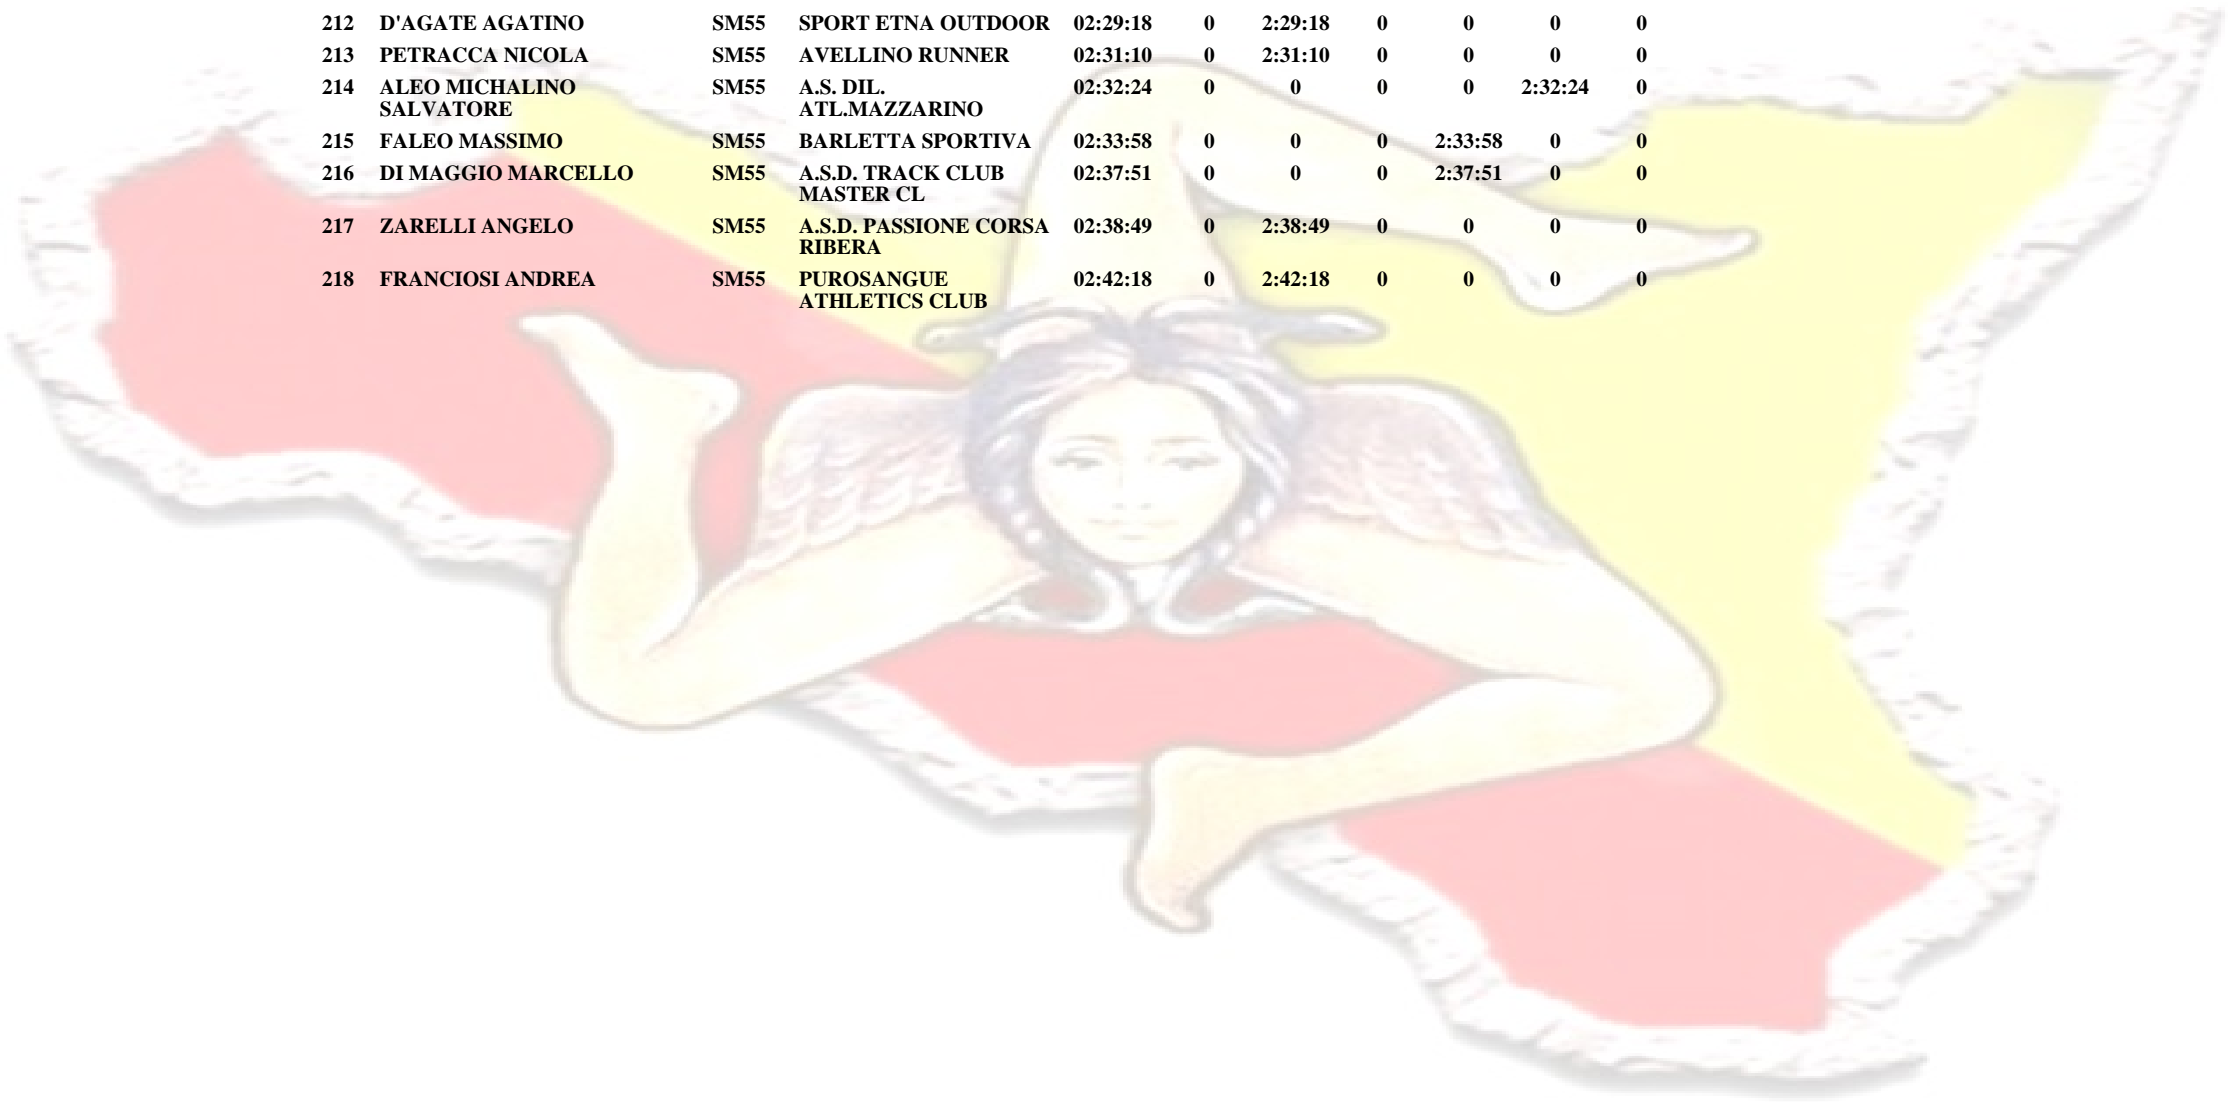 212 D'AGATE AGATINO SM55 SPORT ETNA OUTDOOR 02:29:18 0 2:29:18 0 0 0 0
213 PETRACCA NICOLA SM55 AVELLINO RUNNER 02:31:10 0 2:31:10 0 0 0 0
214 ALEO MICHALINO SM55 A.S. DIL. 02:32:24 0 0 0 0 2:32:24 0
SALVATORE ATL.MAZZARINO
215 FALEO MASSIMO SM55 BARLETTA SPORTIVA 02:33:58 0 0 0 2:33:58 0 0
216 DI MAGGIO MARCELLO SM55 A.S.D. TRACK CLUB 02:37:51 0 0 0 2:37:51 0 0
MASTER CL
217 ZARELLI ANGELO SM55 A.S.D. PASSIONE CORSA 02:38:49 0 2:38:49 0 0 0 0
RIBERA
218 FRANCIOSI ANDREA SM55 PUROSANGUE 02:42:18 0 2:42:18 0 0 0 0
ATHLETICS CLUB